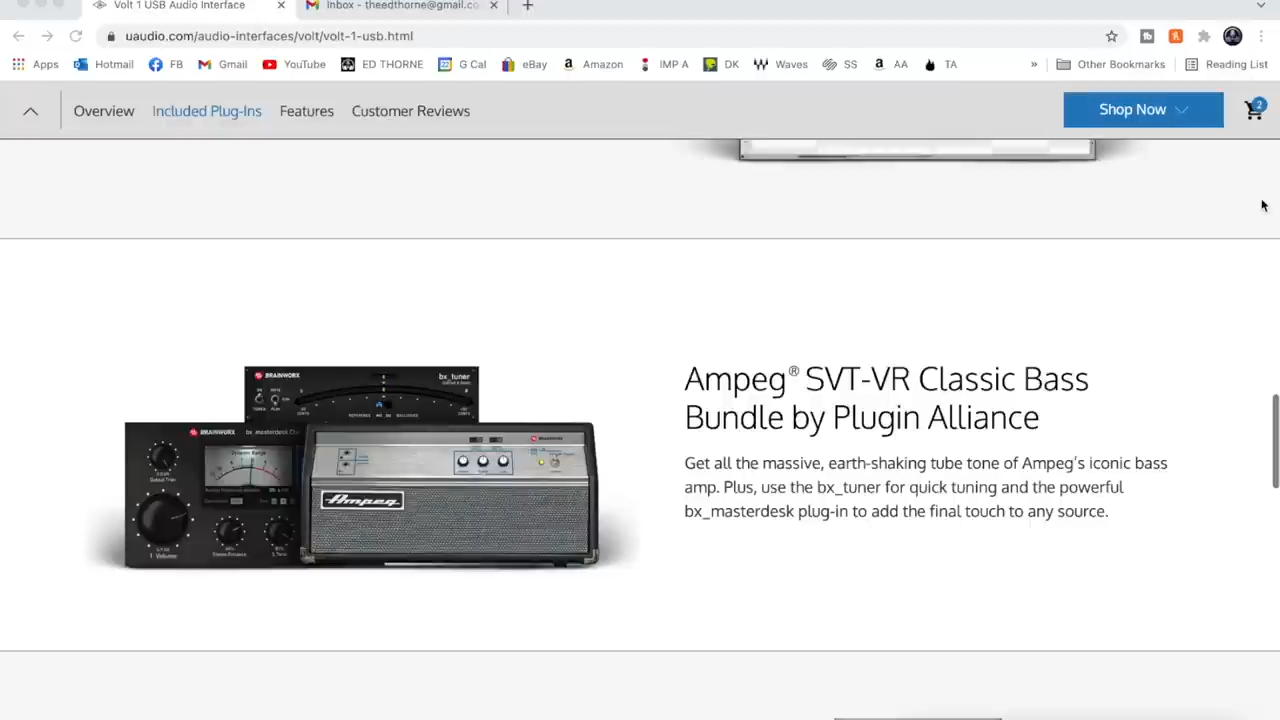 Volt 1 USB Audio Interface
Inbox - theedthorne@gmail.co
uaudio.com/audio-interfaces/volt/volt-1-usb.html
Apps Hotmail FB Gmail YouTube ED THORNE G Cal eBay Amazon IMP A DK Waves SS AA TA » Other Bookmarks Reading List
Overview Included Plug-Ins Features Customer Reviews Shop Now 2
BRAINWORX bx_tuner
BRAINWORX bx_masterdesk
Dynamic Range
BRAINWORX
Ampeg
Volume
Ampeg® SVT-VR Classic Bass
Bundle by Plugin Alliance
Get all the massive, earth-shaking tube tone of Ampeg's iconic bass
amp. Plus, use the bx_tuner for quick tuning and the powerful
bx_masterdesk plug-in to add the final touch to any source.